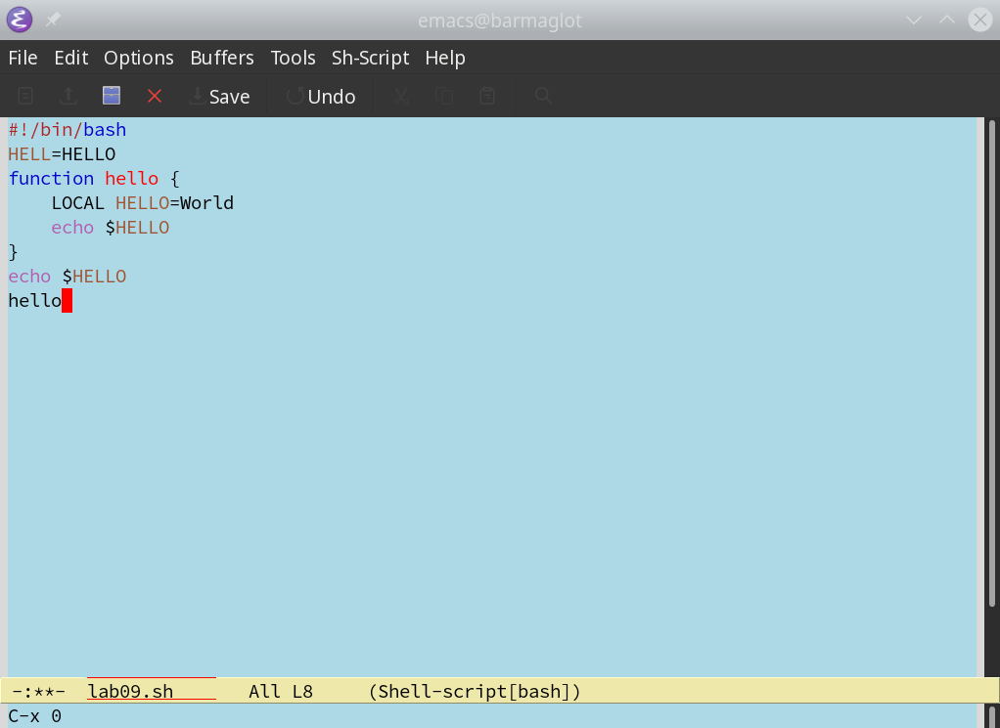 emacs@barmaglot
File Edit Options Buffers Tools Sh-Script Help
Save Undo
#!/bin/bash
HELL=HELLO
function hello {
    LOCAL HELLO=World
    echo $HELLO
}
echo $HELLO
hello
-:**- lab09.sh All L8 (Shell-script[bash])
C-x 0